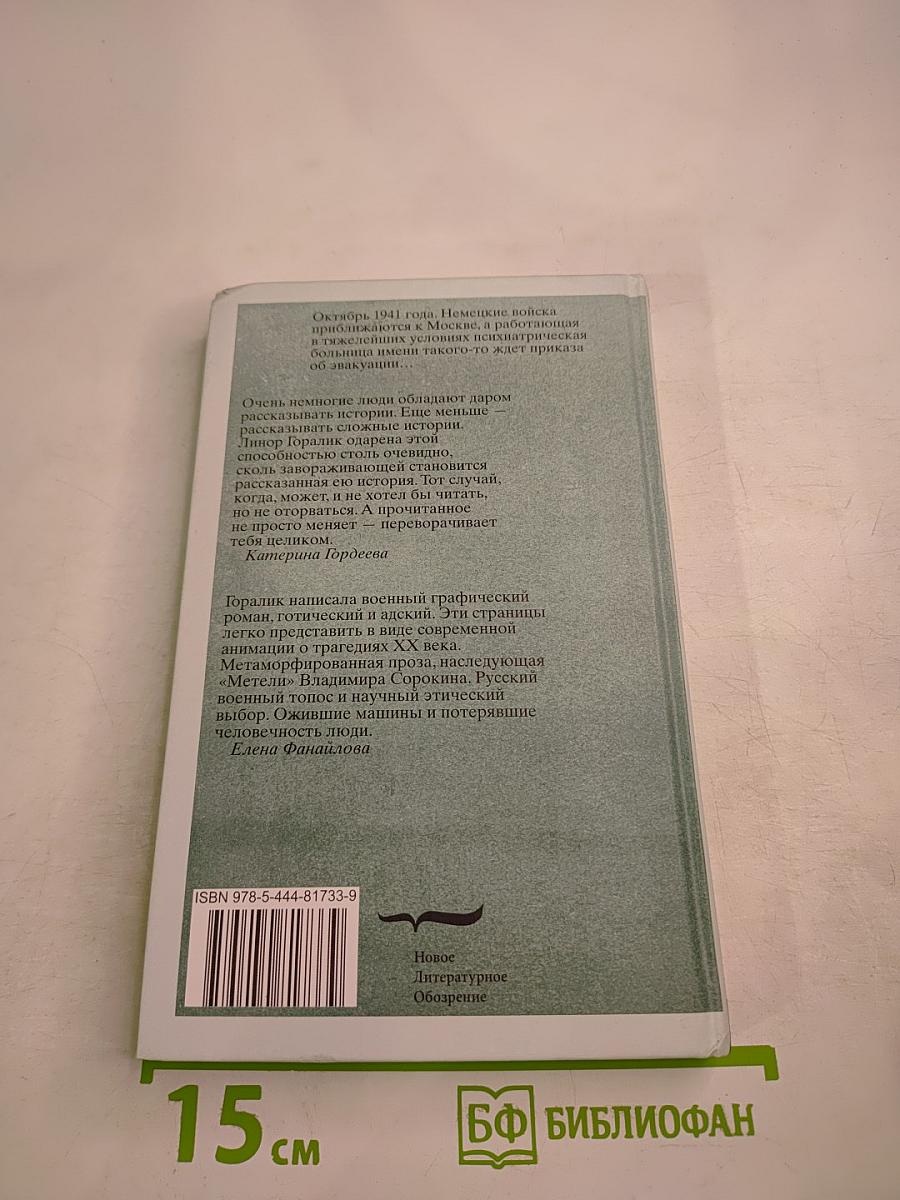 Октябрь 1941 года. Немецкие войска
приближаются к Москве, а работающая
в тяжелейших условиях психиатрическая
больница имени такого-то ждет приказа
об эвакуации...
Очень немногие люди обладают даром
рассказывать истории. Еще меньше —
рассказывать сложные истории.
Линор Горалик одарена этой
способностью столь очевидно,
сколь завораживающей становится
рассказанная ею история. Тот случай,
когда, может, и не хотел бы читать,
но не оторваться. А прочитанное
не просто меняет — переворачивает
тебя целиком.
Катерина Гордеева
Горалик написала военный графический
роман, готический и адский. Эти страницы
легко представить в виде современной
анимации о трагедиях XX века.
Метаморфированная проза, наследующая
«Метели» Владимира Сорокина. Русский
военный топос и научный этический
выбор. Ожившие машины и потерявшие
человечность люди.
Елена Фанайлова
ISBN 978-5-444-81733-9
Новое
Литературное
Обозрение
15 см
БФ БИБЛИОФАН